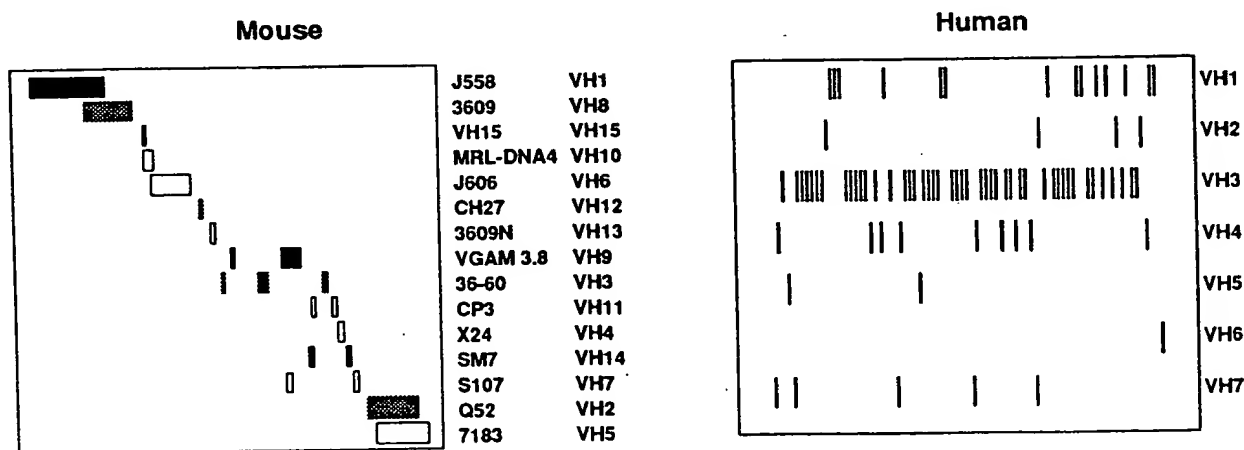 Mouse
J558 VH1
3609 VH8
VH15 VH15
MRL-DNA4 VH10
J606 VH6
CH27 VH12
3609N VH13
VGAM 3.8 VH9
36-60 VH3
CP3 VH11
X24 VH4
SM7 VH14
S107 VH7
Q52 VH2
7183 VH5
Human
VH1
VH2
VH3
VH4
VH5
VH6
VH7